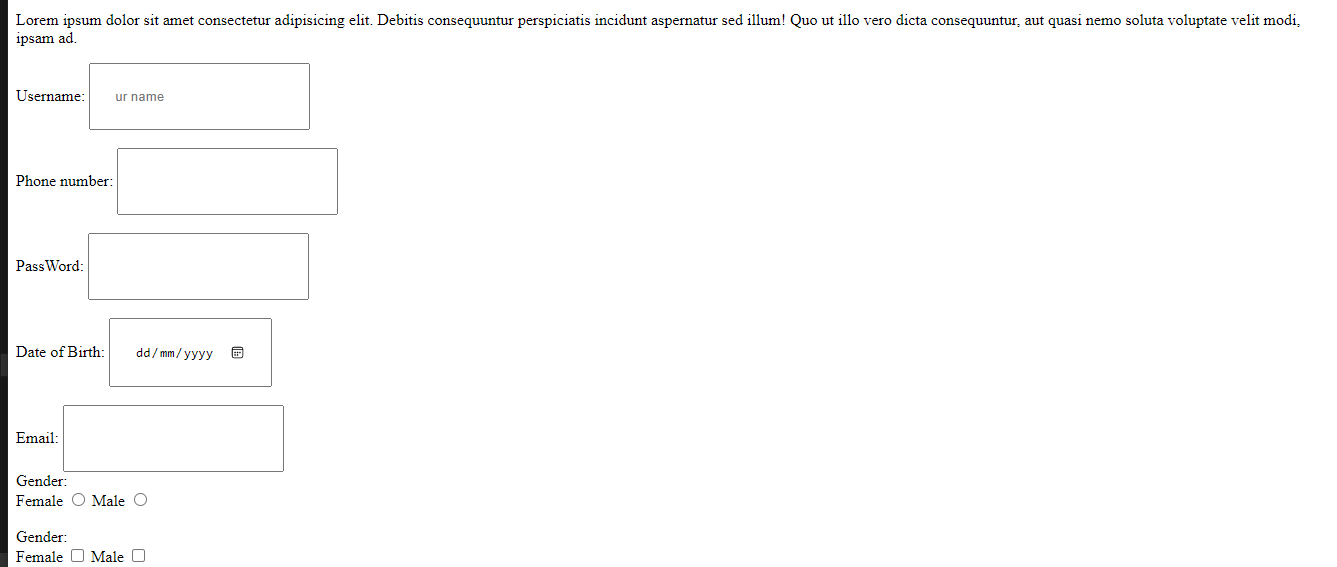 Lorem ipsum dolor sit amet consectetur adipisicing elit. Debitis consequuntur perspiciatis incidunt aspernatur sed illum! Quo ut illo vero dicta consequuntur, aut quasi nemo soluta voluptate velit modi,
ipsam ad.
Username: ur name
Phone number:
PassWord:
Date of Birth: dd/mm/yyyy
Email:
Gender:
Female Male
Gender:
Female Male